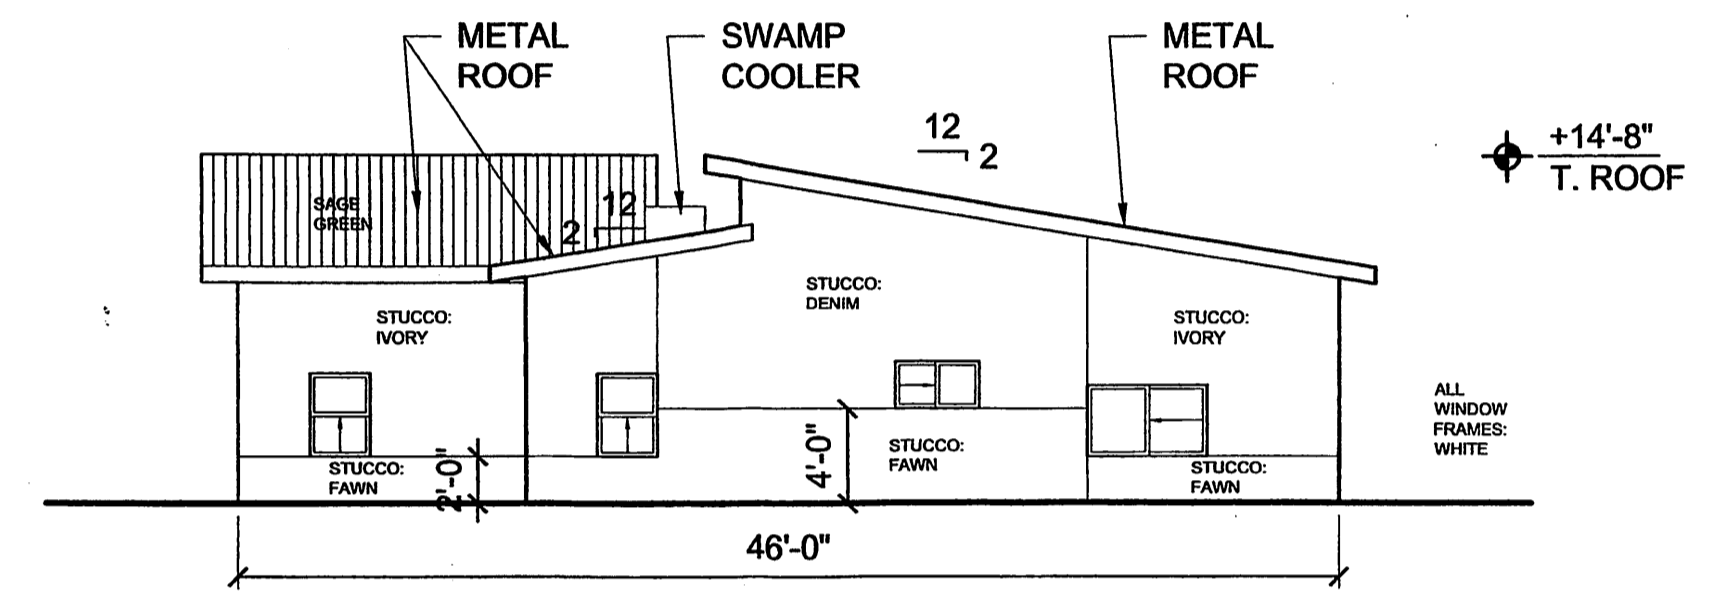 METAL
ROOF
SWAMP
COOLER
METAL
ROOF
12
2
+14'-8"
T. ROOF
SAGE
GREEN
12
2
STUCCO:
IVORY
STUCCO:
DENIM
STUCCO:
IVORY
ALL
WINDOW
FRAMES:
WHITE
STUCCO:
FAWN
2'-0"
4'-0"
STUCCO:
FAWN
STUCCO:
FAWN
46'-0"